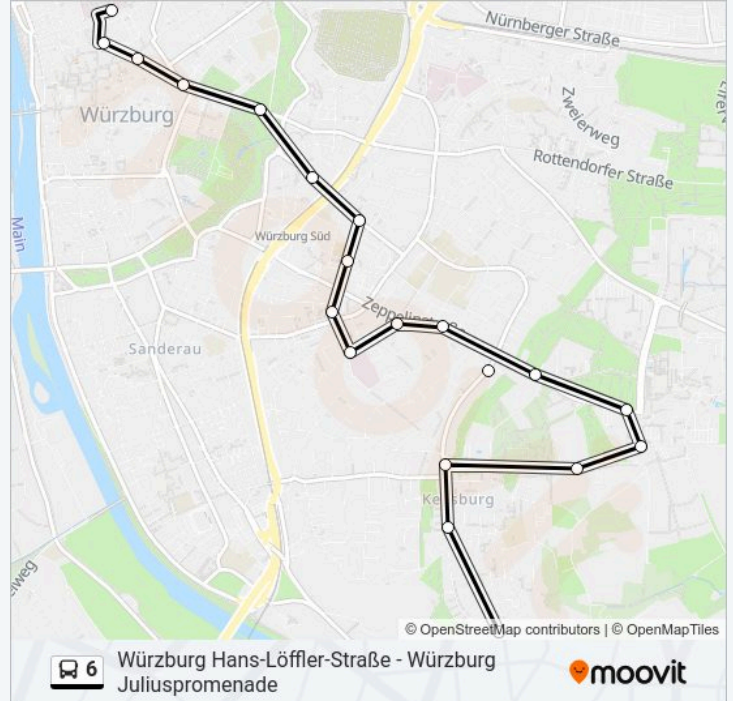 Nürnberger Straße
Würzburg
Zweierweg
Rottendorfer Straße
Main
Würzburg Süd
Sanderau
© OpenStreetMap contributors | © OpenMapTiles
6 Würzburg Hans-Löffler-Straße - Würzburg
Juliuspromenade
moovit